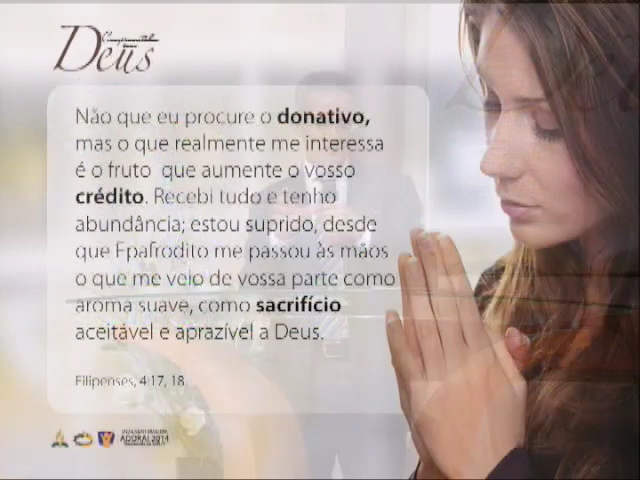 Deus
Não que eu procure o donativo,
mas o que realmente me interessa
é o fruto que aumente o vosso
crédito. Recebi tudo e tenho
abundância; estou suprido, desde
que Epafrodito me passou às mãos
o que me veio de vossa parte como
aroma suave, como sacrifício
aceitável e aprazível a Deus.
Filipenses, 4:17, 18
ADORAÇÃO 2014